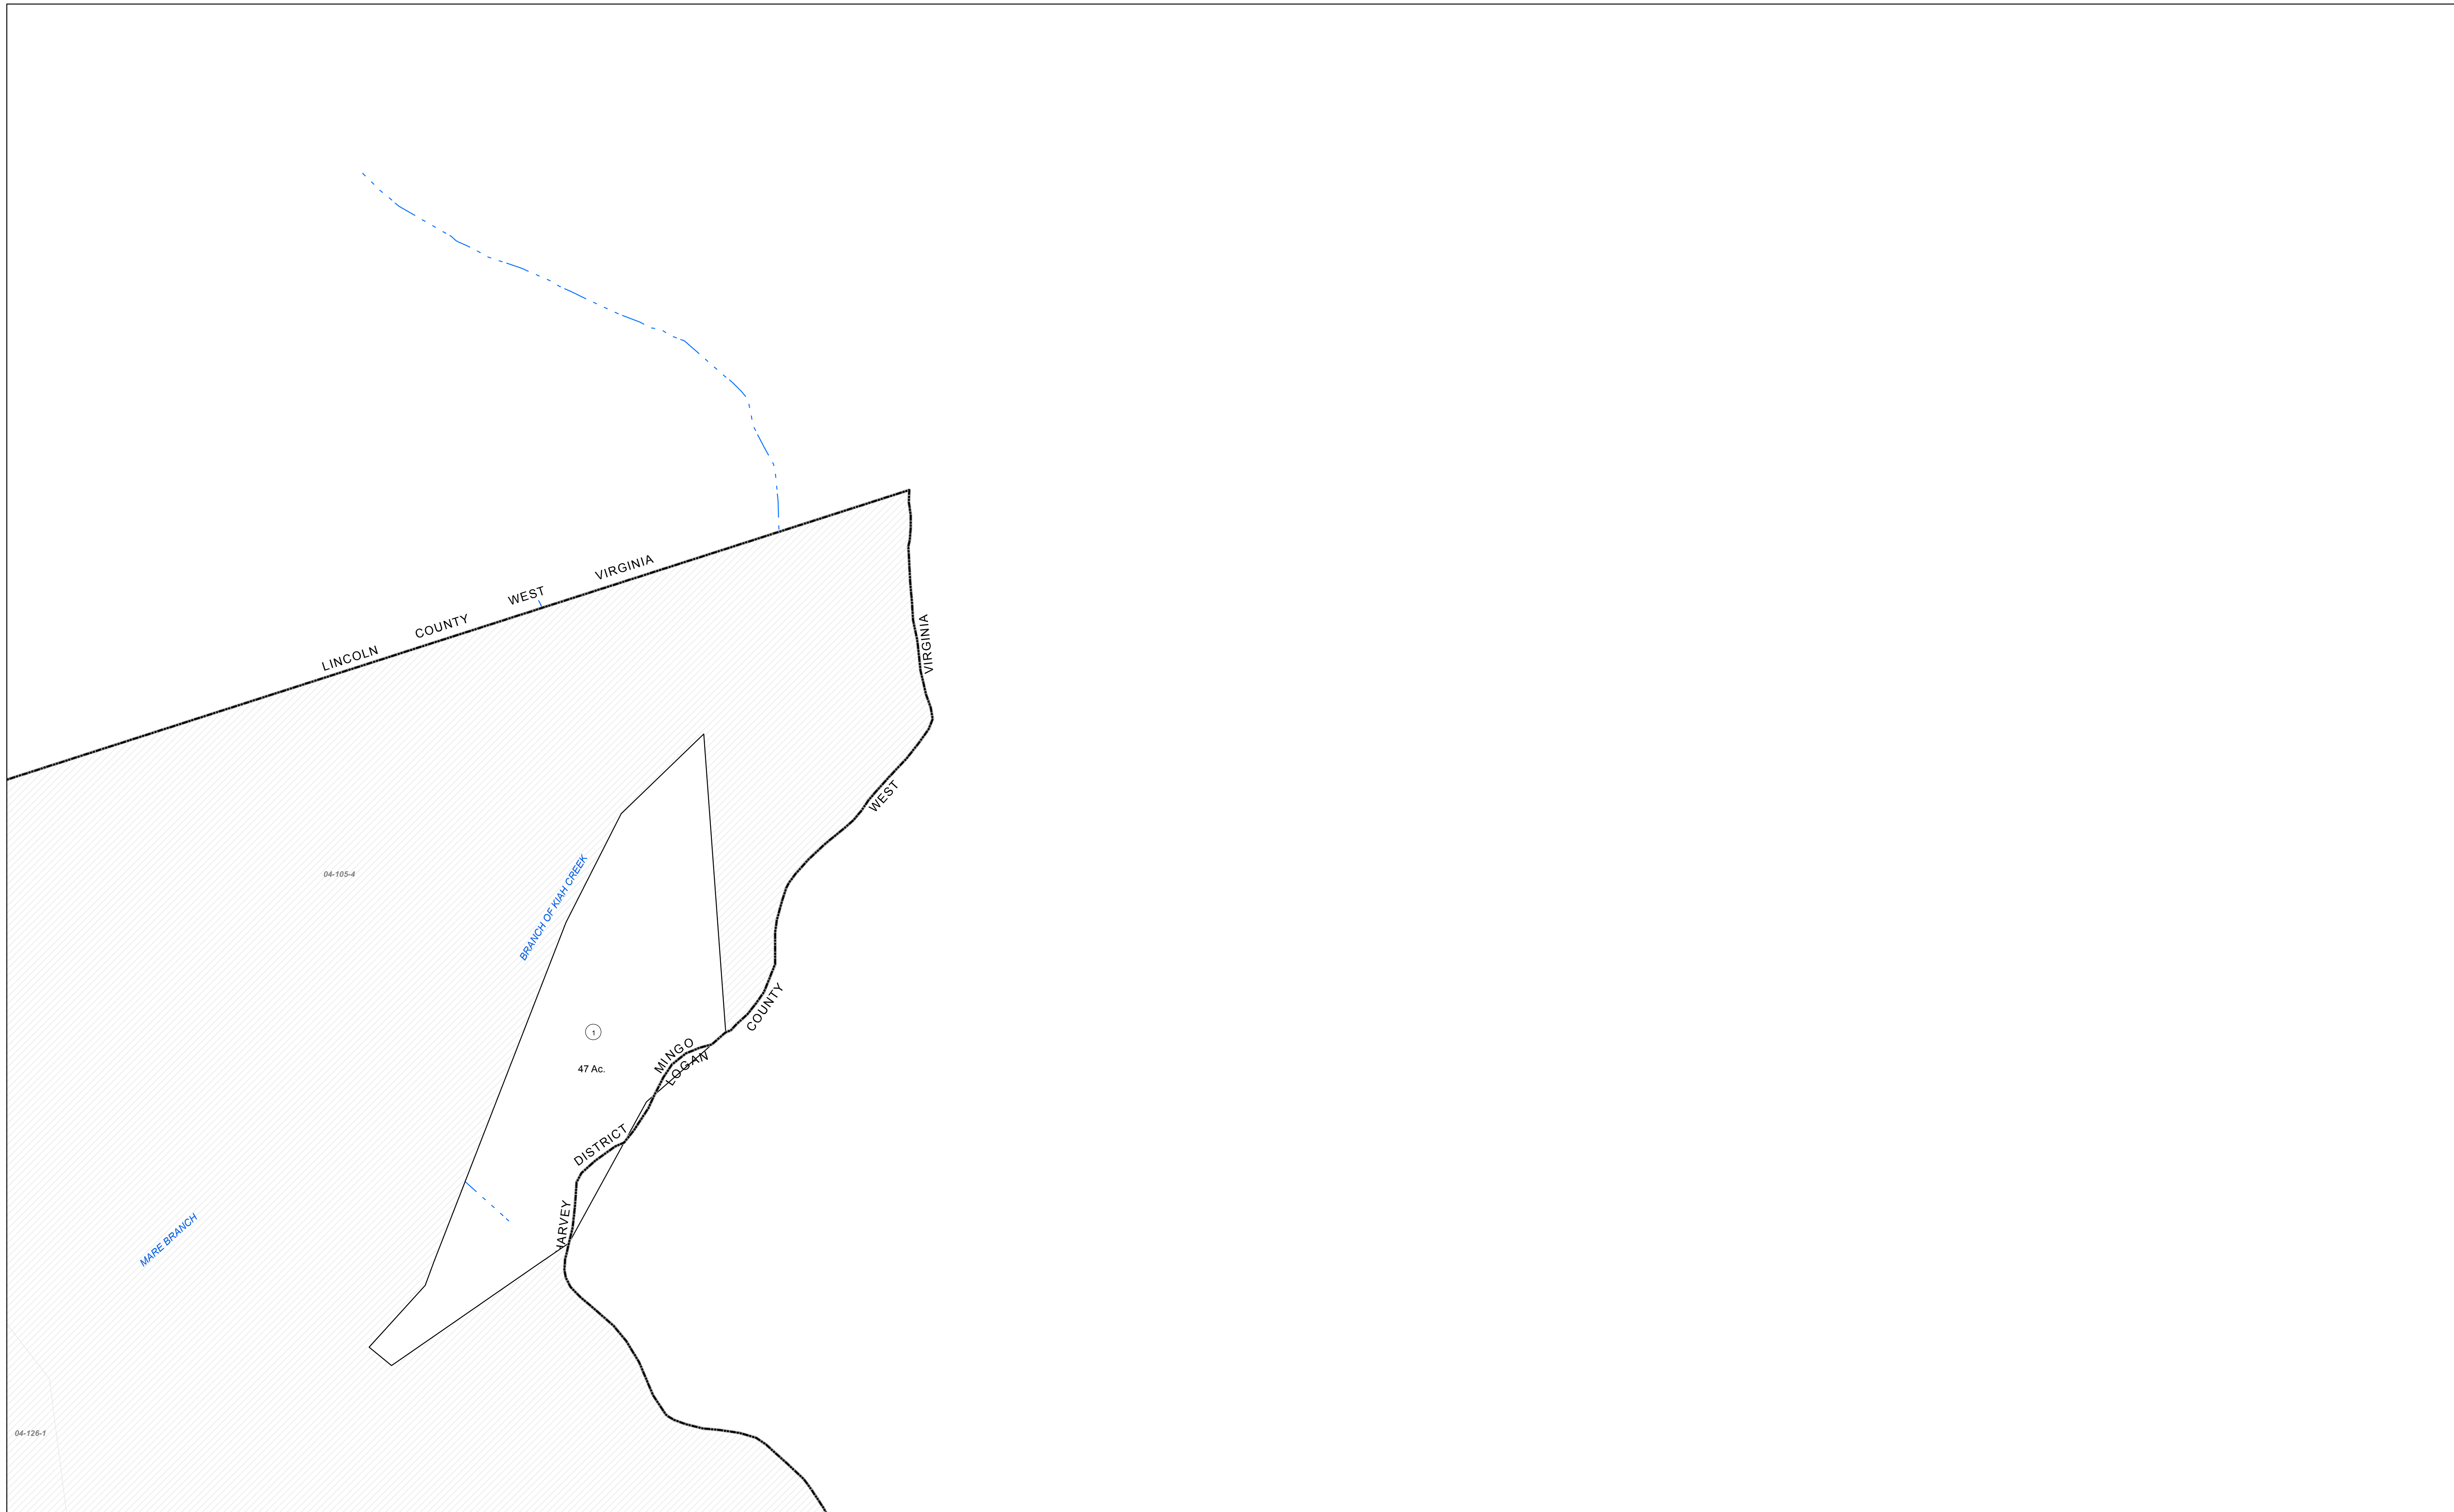 LINCOLN COUNTY WEST VIRGINIA
VIRGINIA
WEST
COUNTY
LOGAN
MINGO
DISTRICT
HARVEY
04-105-4
BRANCH OF KIAH CREEK
1
47 Ac.
MARE BRANCH
04-126-1